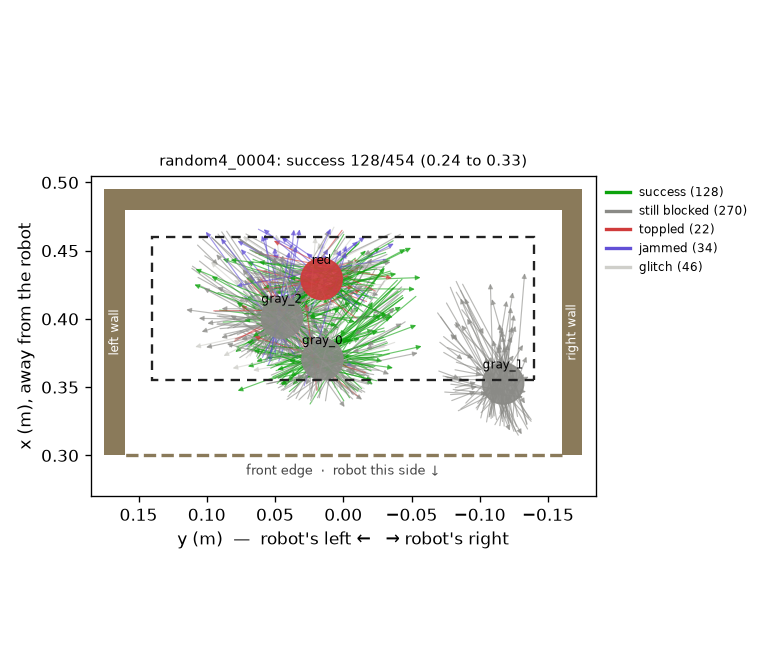 random4_0004: success 128/454 (0.24 to 0.33)
x (m), away from the robot
0.50
0.45
0.40
0.35
0.30
left wall
right wall
red
gray_2
gray_0
gray_1
front edge · robot this side ↓
0.15 0.10 0.05 0.00 −0.05 −0.10 −0.15
y (m) — robot's left ← → robot's right
success (128)
still blocked (270)
toppled (22)
jammed (34)
glitch (46)